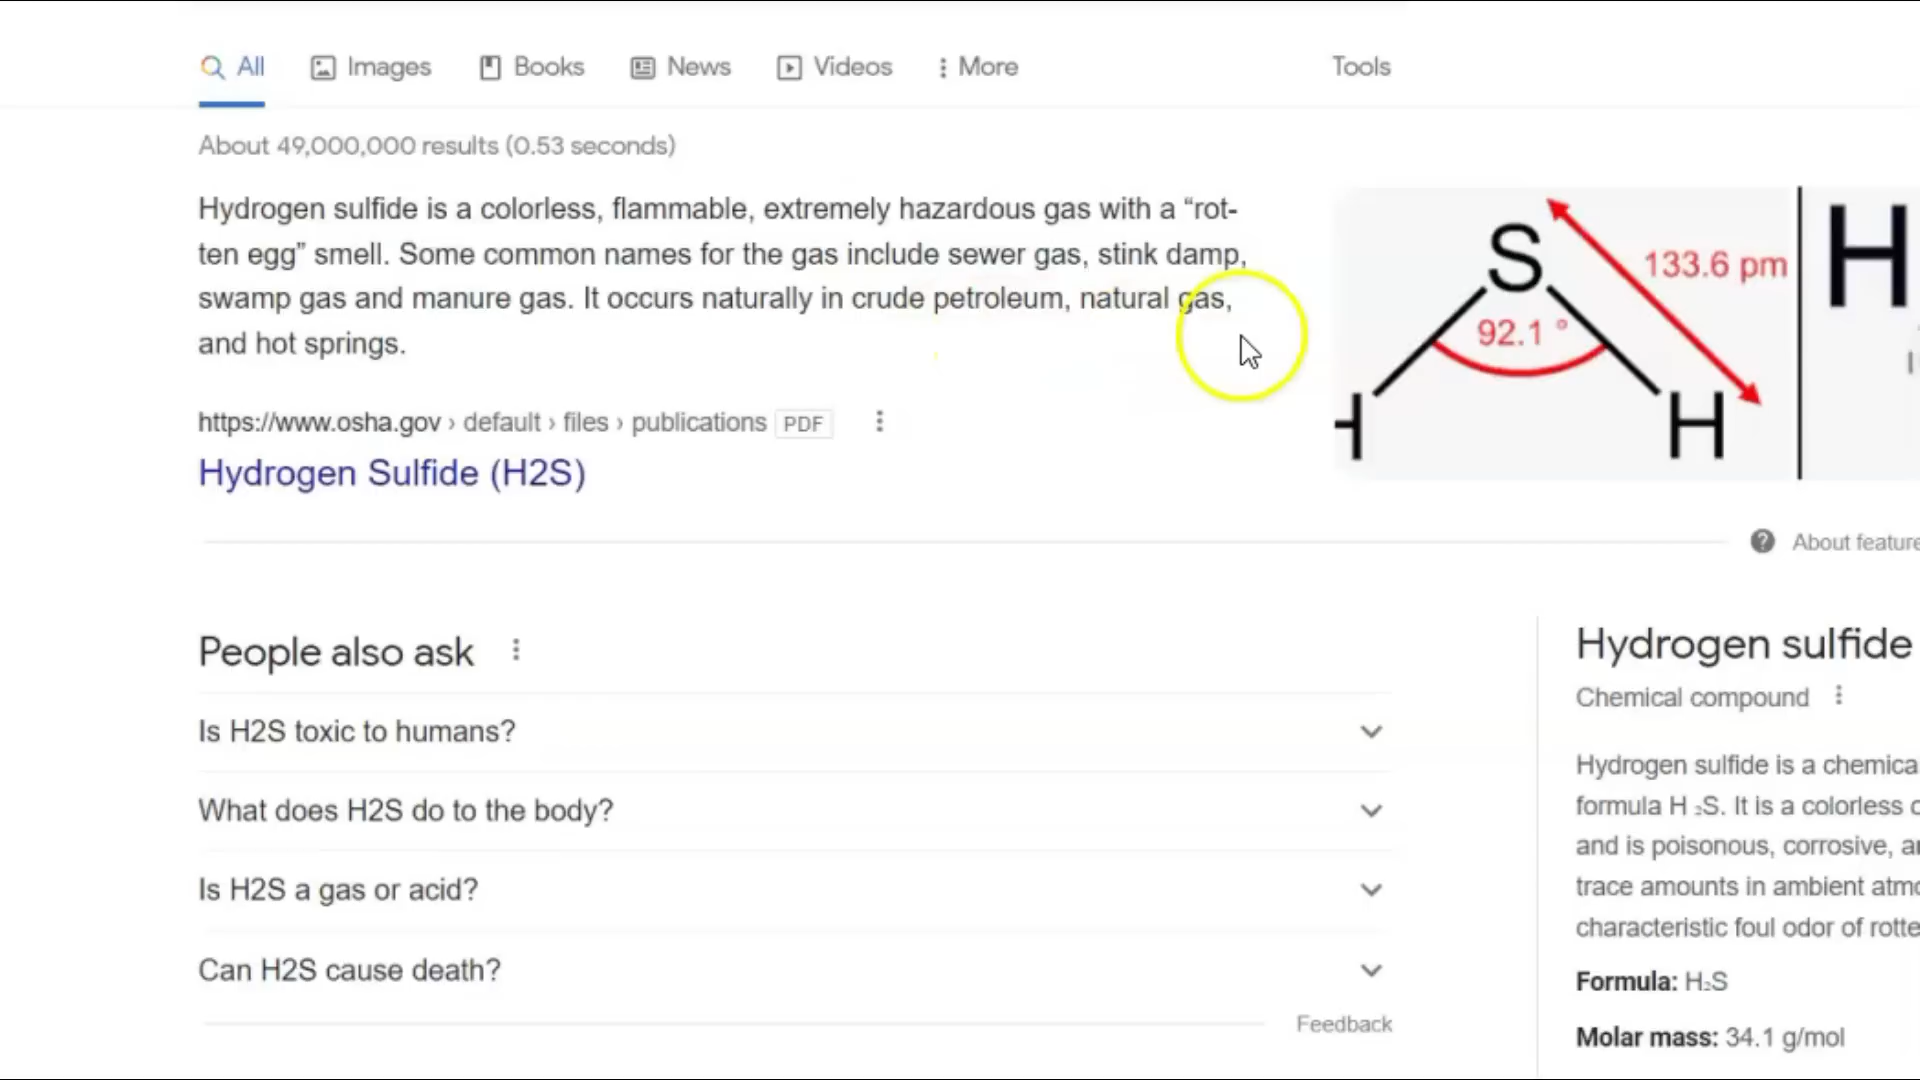 All Images Books News Videos More Tools
About 49,000,000 results (0.53 seconds)
Hydrogen sulfide is a colorless, flammable, extremely hazardous gas with a “rot-
ten egg” smell. Some common names for the gas include sewer gas, stink damp,
swamp gas and manure gas. It occurs naturally in crude petroleum, natural gas,
and hot springs.
S
133.6 pm
92.1 °
H H
H
https://www.osha.gov › default › files › publications PDF
Hydrogen Sulfide (H2S)
About feature
People also ask
Is H2S toxic to humans?
What does H2S do to the body?
Is H2S a gas or acid?
Can H2S cause death?
Feedback
Hydrogen sulfide
Chemical compound
Hydrogen sulfide is a chemica
formula H ₂S. It is a colorless
and is poisonous, corrosive,
trace amounts in ambient atmo
characteristic foul odor of rotte
Formula: H₂S
Molar mass: 34.1 g/mol